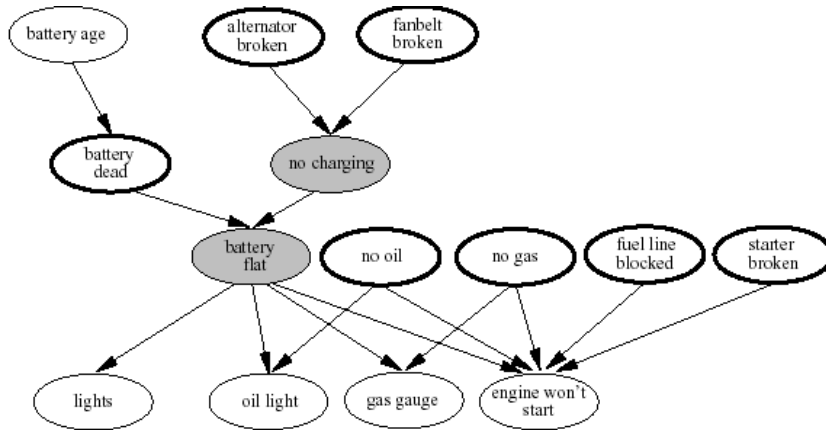 battery age
alternator
broken
fanbelt
broken
battery
dead
no charging
battery
flat
no oil
no gas
fuel line
blocked
starter
broken
lights
oil light
gas gauge
engine won't
start